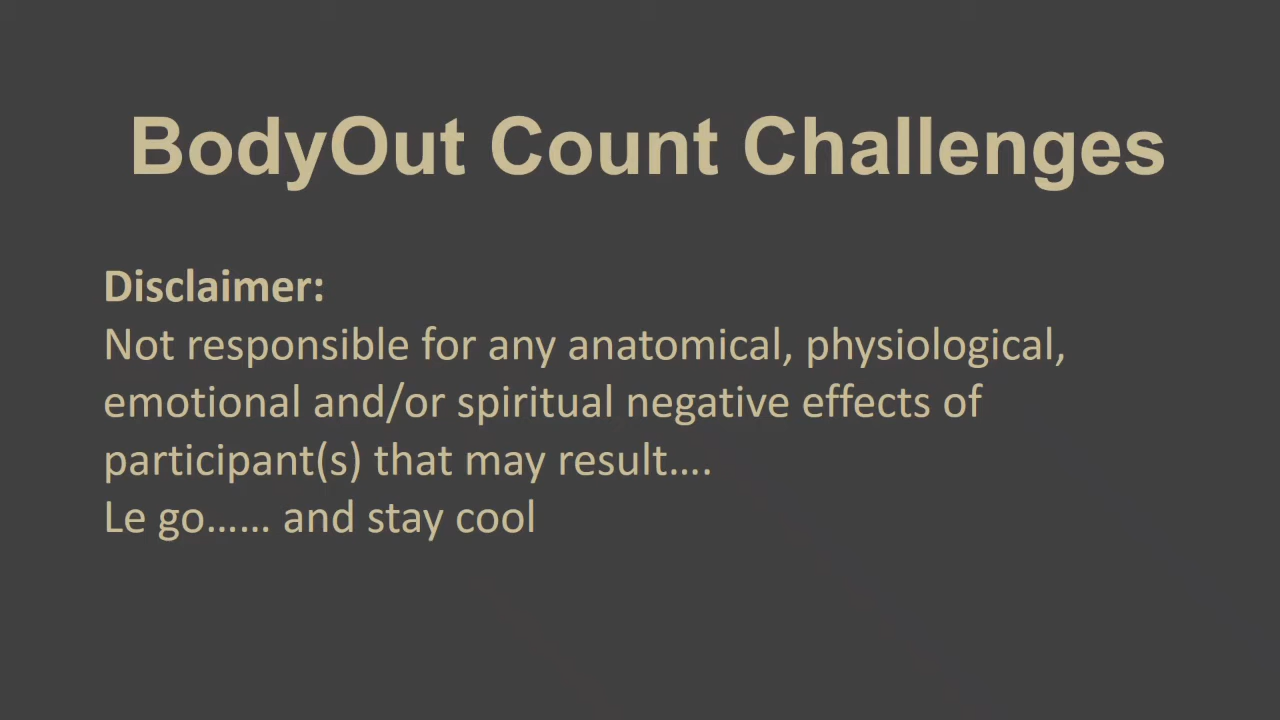 BodyOut Count Challenges
Disclaimer:
Not responsible for any anatomical, physiological,
emotional and/or spiritual negative effects of
participant(s) that may result....
Le go...... and stay cool